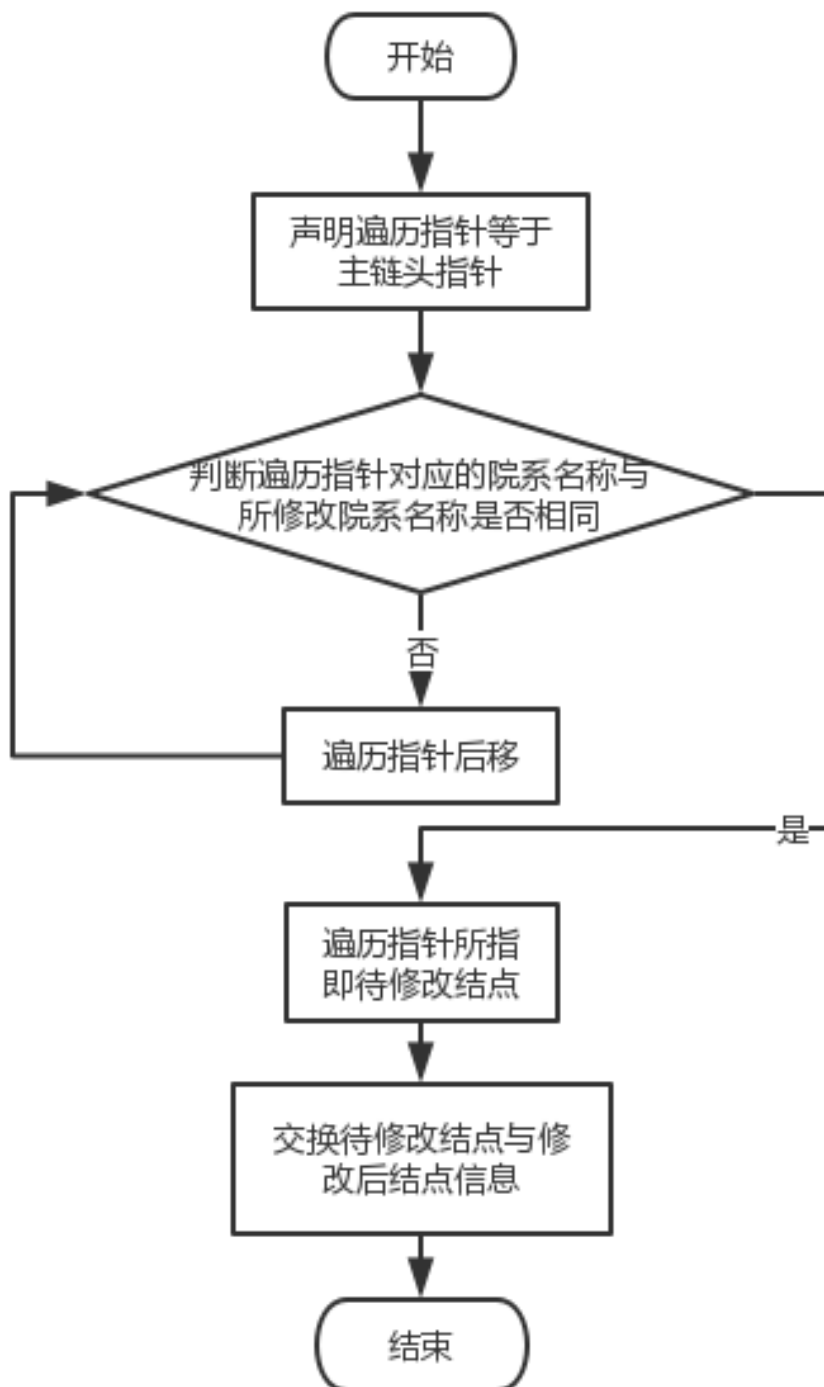 开始
声明遍历指针等于
主链头指针
判断遍历指针对应的院系名称与
所修改院系名称是否相同
否
遍历指针后移
是
遍历指针所指
即待修改结点
交换待修改结点与修
改后结点信息
结束